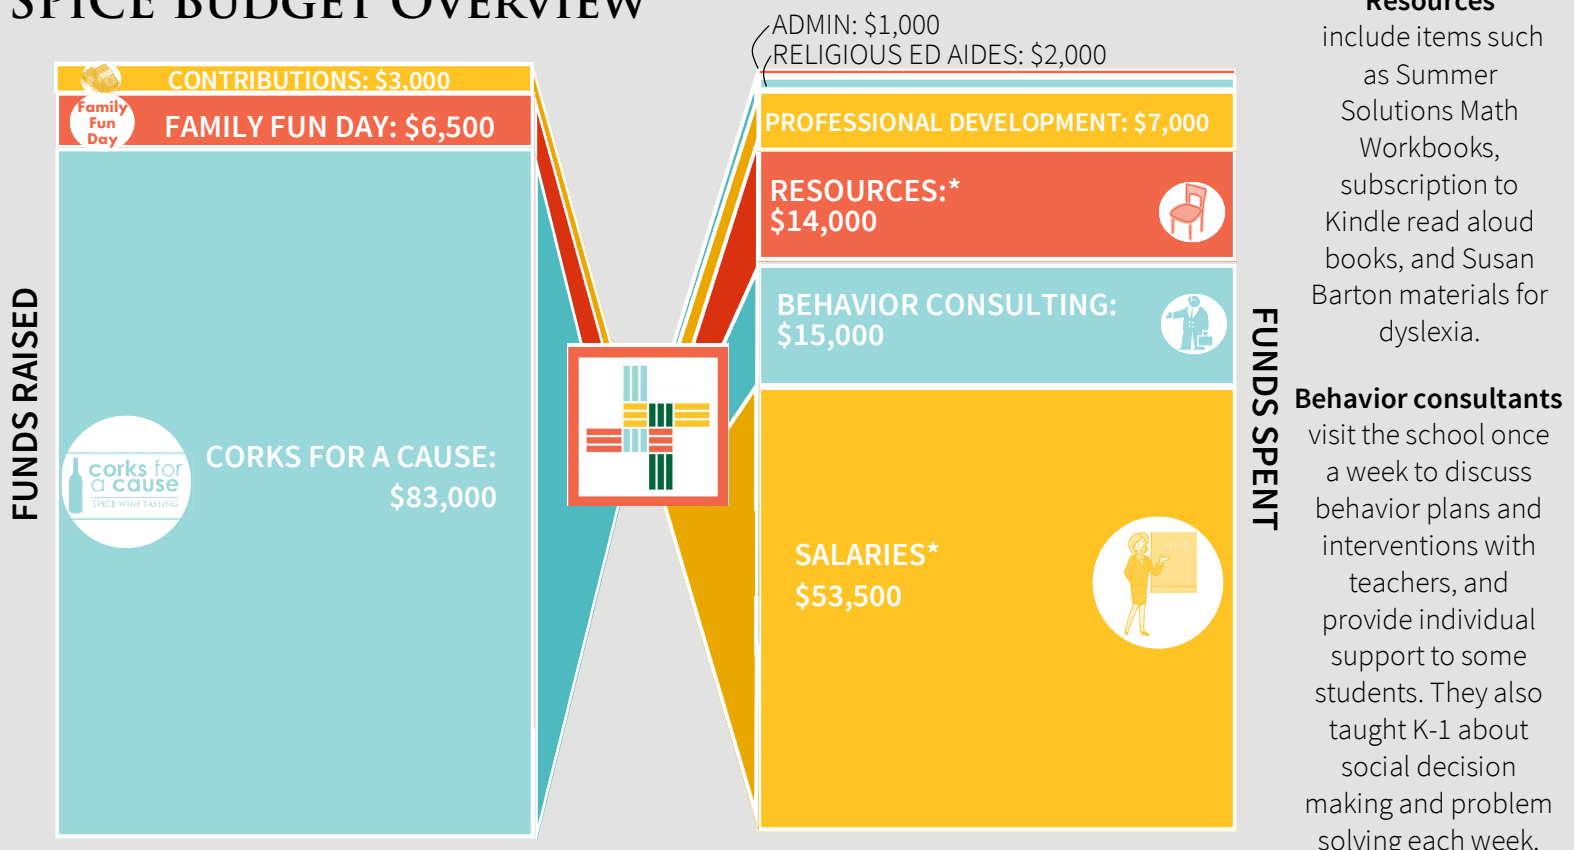 SPICE BUDGET OVERVIEW
FUNDS RAISED
CONTRIBUTIONS: $3,000
Family
Fun
Day
FAMILY FUN DAY: $6,500
corks for
a cause
SPICE WINE TASTING
CORKS FOR A CAUSE:
$83,000
ADMIN: $1,000
RELIGIOUS ED AIDES: $2,000
PROFESSIONAL DEVELOPMENT: $7,000
RESOURCES:*
$14,000
BEHAVIOR CONSULTING:
$15,000
SALARIES*
$53,500
FUNDS SPENT
Resources
include items such
as Summer
Solutions Math
Workbooks,
subscription to
Kindle read aloud
books, and Susan
Barton materials for
dyslexia.
Behavior consultants
visit the school once
a week to discuss
behavior plans and
interventions with
teachers, and
provide individual
support to some
students. They also
taught K-1 about
social decision
making and problem
solving each week.